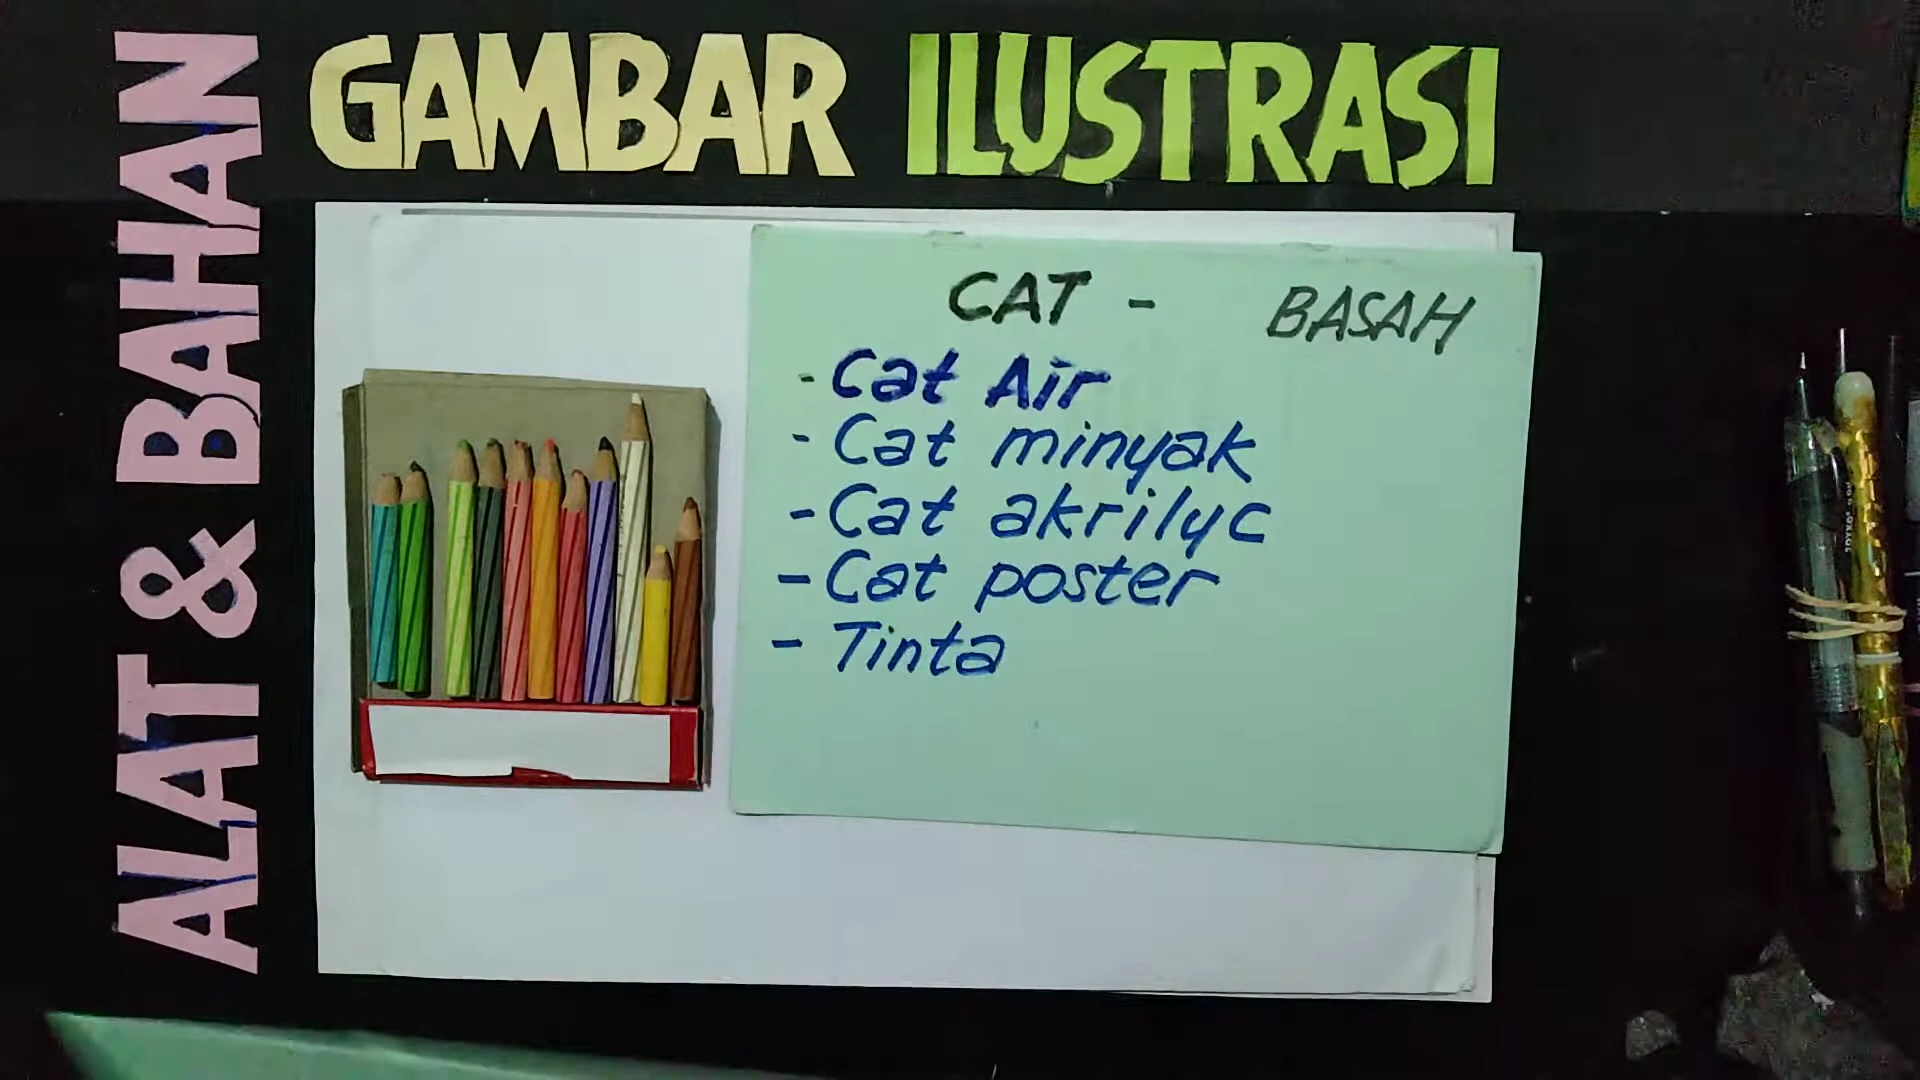 GAMBAR ILUSTRASI
ALAT & BAHAN
CAT - BASAH
- Cat Air
- Cat minyak
- Cat akrilyc
- Cat poster
- Tinta